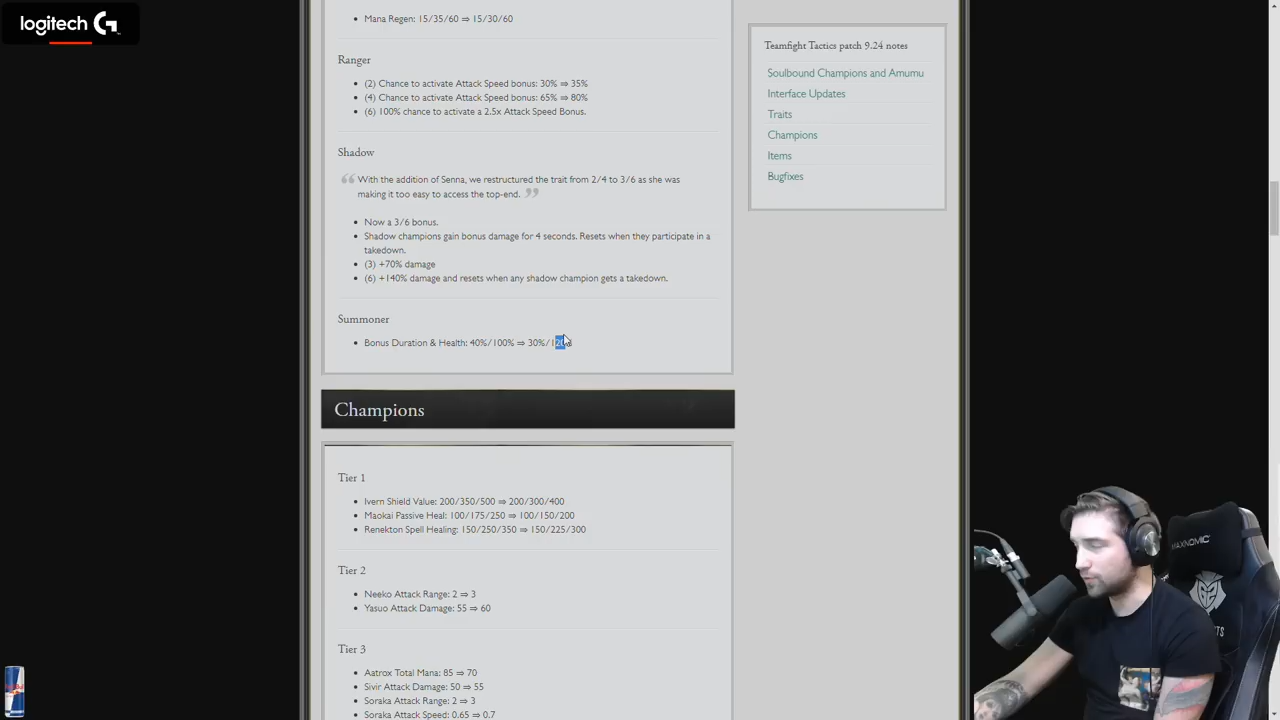 logitech G
Mana Regen: 15/35/60 ⇒ 15/30/60
Ranger
(2) Chance to activate Attack Speed bonus: 30% ⇒ 35%
(4) Chance to activate Attack Speed bonus: 65% ⇒ 80%
(6) 100% chance to activate a 2.5x Attack Speed Bonus.
Shadow
With the addition of Senna, we restructured the trait from 2/4 to 3/6 as she was
making it too easy to access the top-end.
Now a 3/6 bonus.
Shadow champions gain bonus damage for 4 seconds. Resets when they participate in a
takedown.
(3) +70% damage
(6) +140% damage and resets when any shadow champion gets a takedown.
Summoner
Bonus Duration & Health: 40%/100% ⇒ 30%/120%
Champions
Tier 1
Ivern Shield Value: 200/350/500 ⇒ 200/300/400
Maokai Passive Heal: 100/175/250 ⇒ 100/150/200
Renekton Spell Healing: 150/250/350 ⇒ 150/225/300
Tier 2
Neeko Attack Range: 2 ⇒ 3
Yasuo Attack Damage: 55 ⇒ 60
Tier 3
Aatrox Total Mana: 85 ⇒ 70
Sivir Attack Damage: 50 ⇒ 55
Soraka Attack Range: 2 ⇒ 3
Soraka Attack Speed: 0.65 ⇒ 0.7
Teamfight Tactics patch 9.24 notes
Soulbound Champions and Amumu
Interface Updates
Traits
Champions
Items
Bugfixes
MAXNOMIC